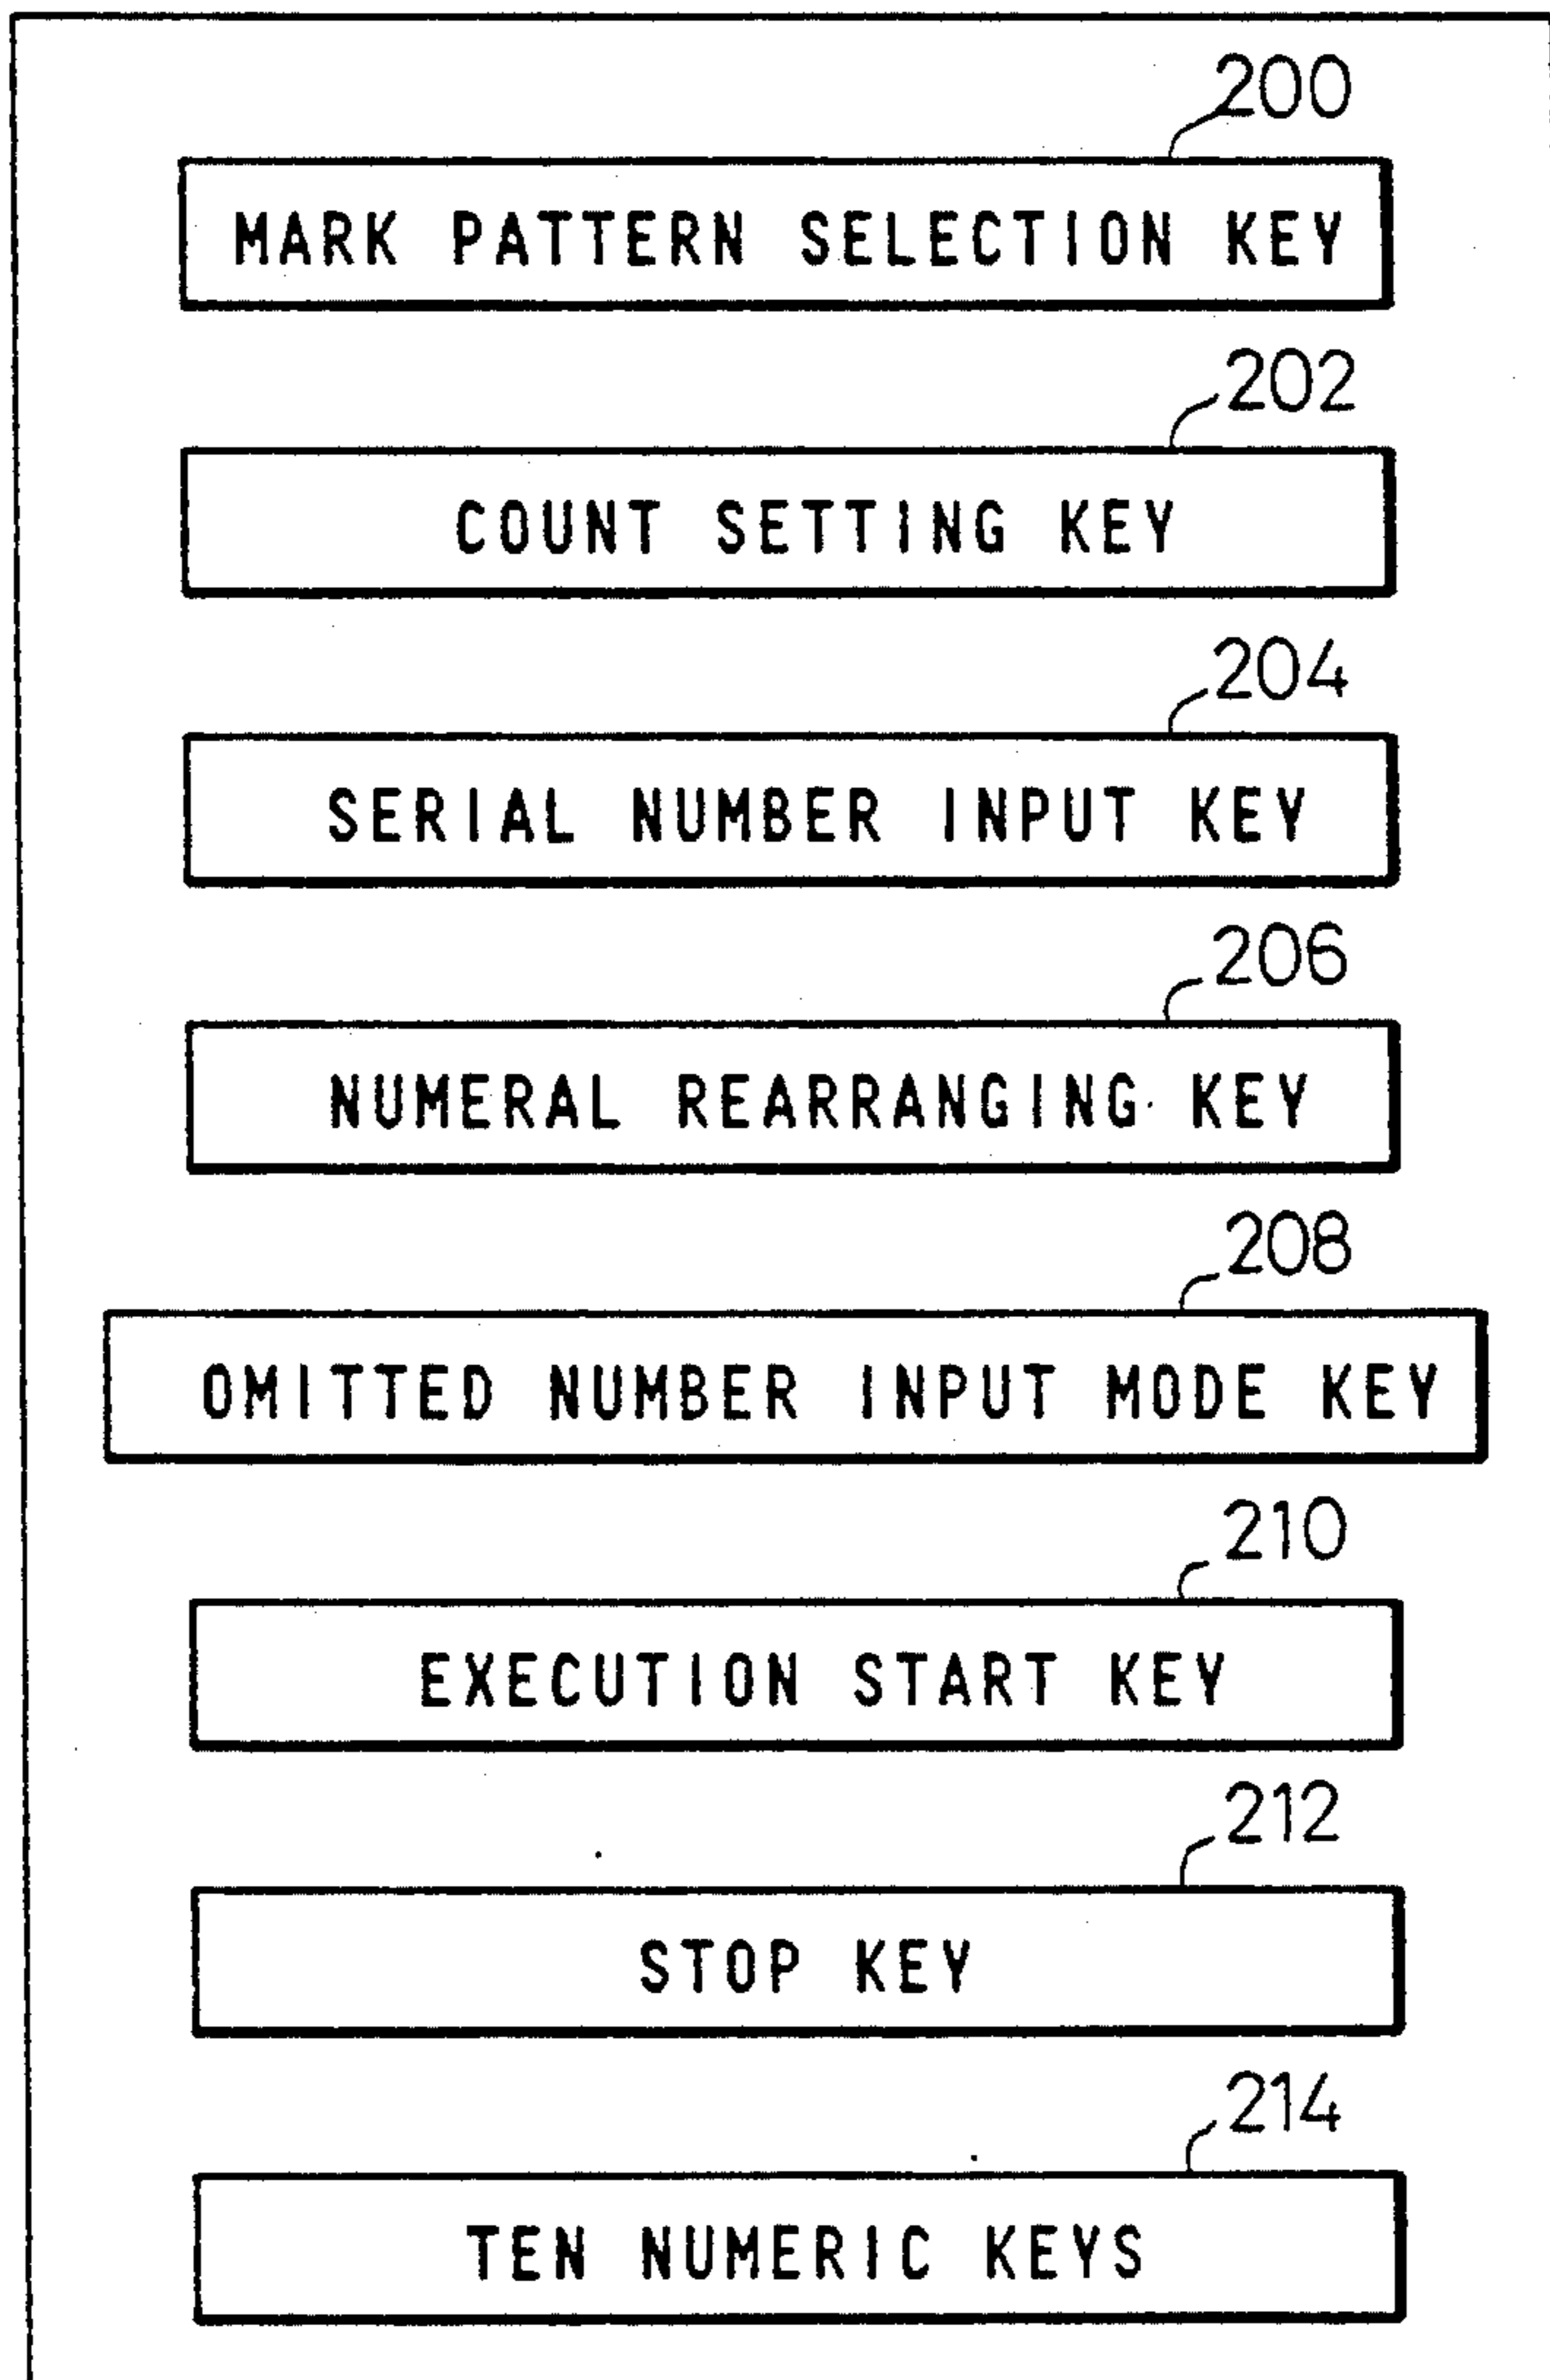 200
MARK PATTERN SELECTION KEY
202
COUNT SETTING KEY
204
SERIAL NUMBER INPUT KEY
206
NUMERAL REARRANGING KEY
208
OMITTED NUMBER INPUT MODE KEY
210
EXECUTION START KEY
212
STOP KEY
214
TEN NUMERIC KEYS